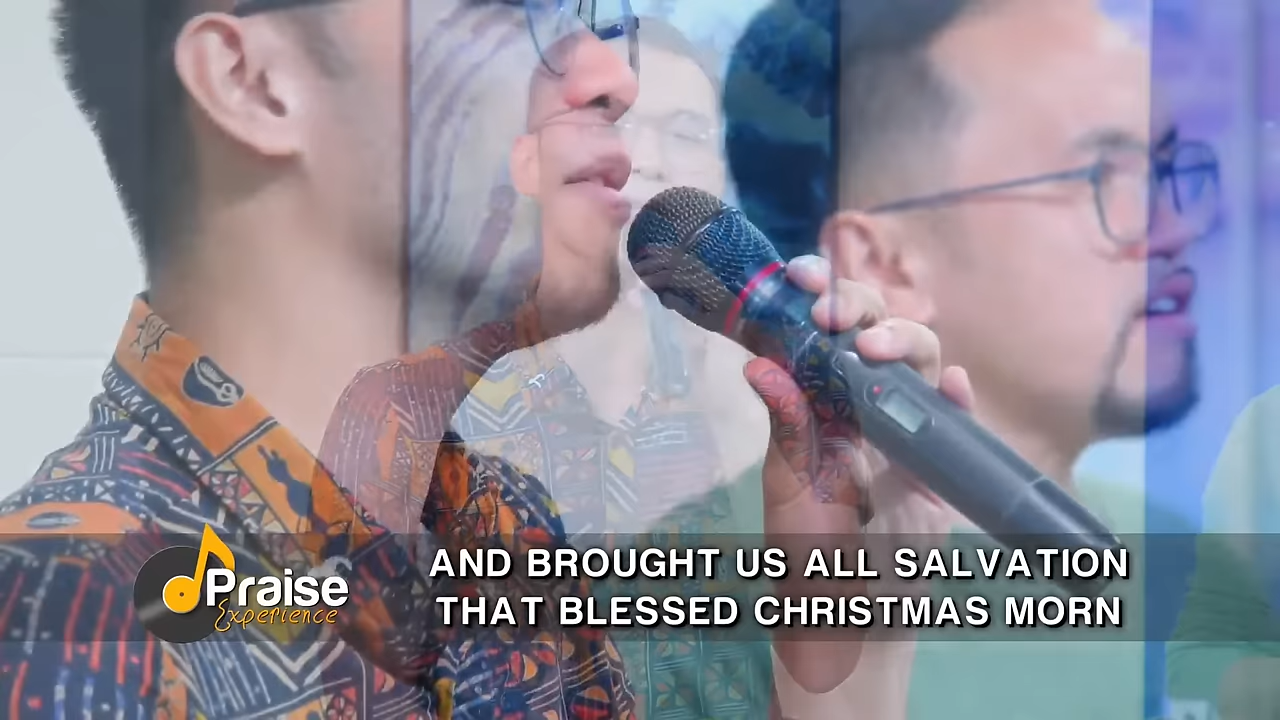 Praise
Experience
AND BROUGHT US ALL SALVATION
THAT BLESSED CHRISTMAS MORN